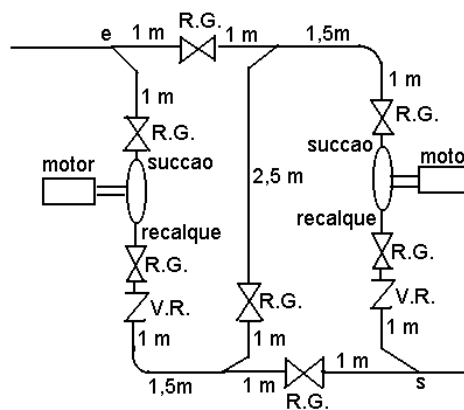 R.G.
e 1 m 1 m 1,5m
1 m
1 m
R.G.
R.G.
succao
succao
motor
moto
2,5 m
recalque
recalque
R.G.
R.G.
V.R.
R.G.
V.R.
1 m
1 m
1 m
1,5m
1 m
1 m
s
R.G.